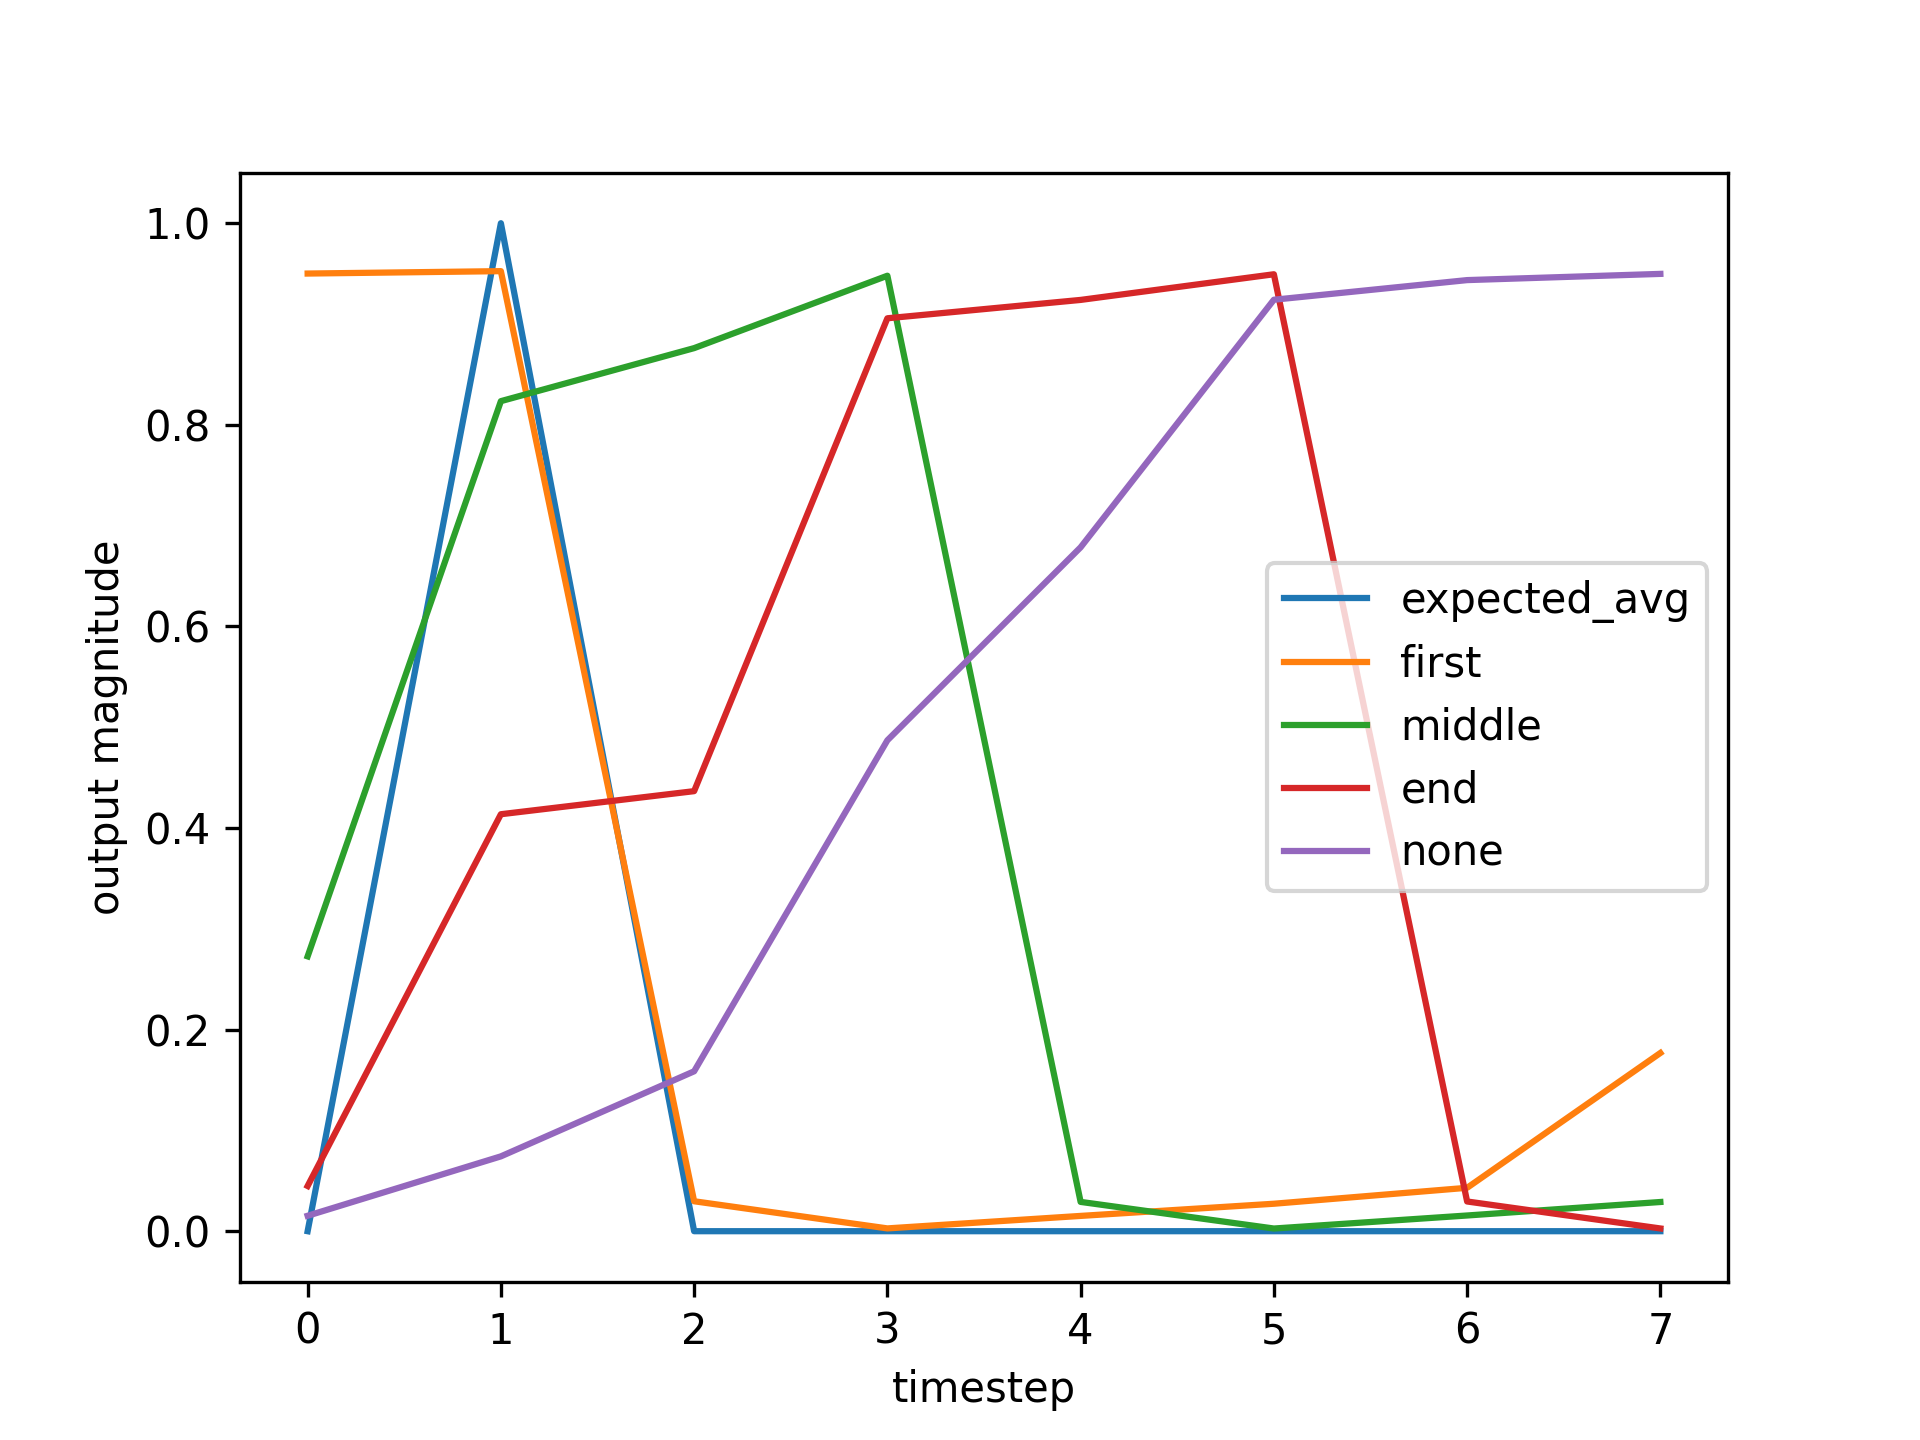 output magnitude
1.0
0.8
0.6
0.4
0.2
0.0
expected_avg
first
middle
end
none
0 1 2 3 4 5 6 7
timestep